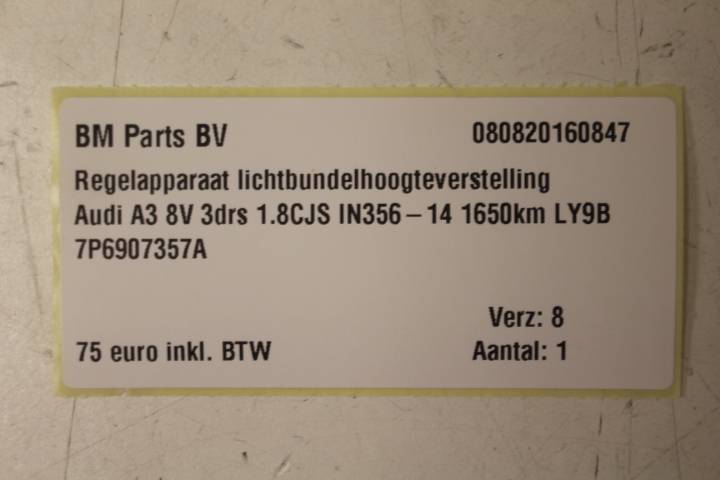 BM Parts BV 080820160847
Regelapparaat lichtbundelhoogteverstelling
Audi A3 8V 3drs 1.8CJS IN356-14 1650km LY9B
7P6907357A
Verz: 8
75 euro inkl. BTW Aantal: 1